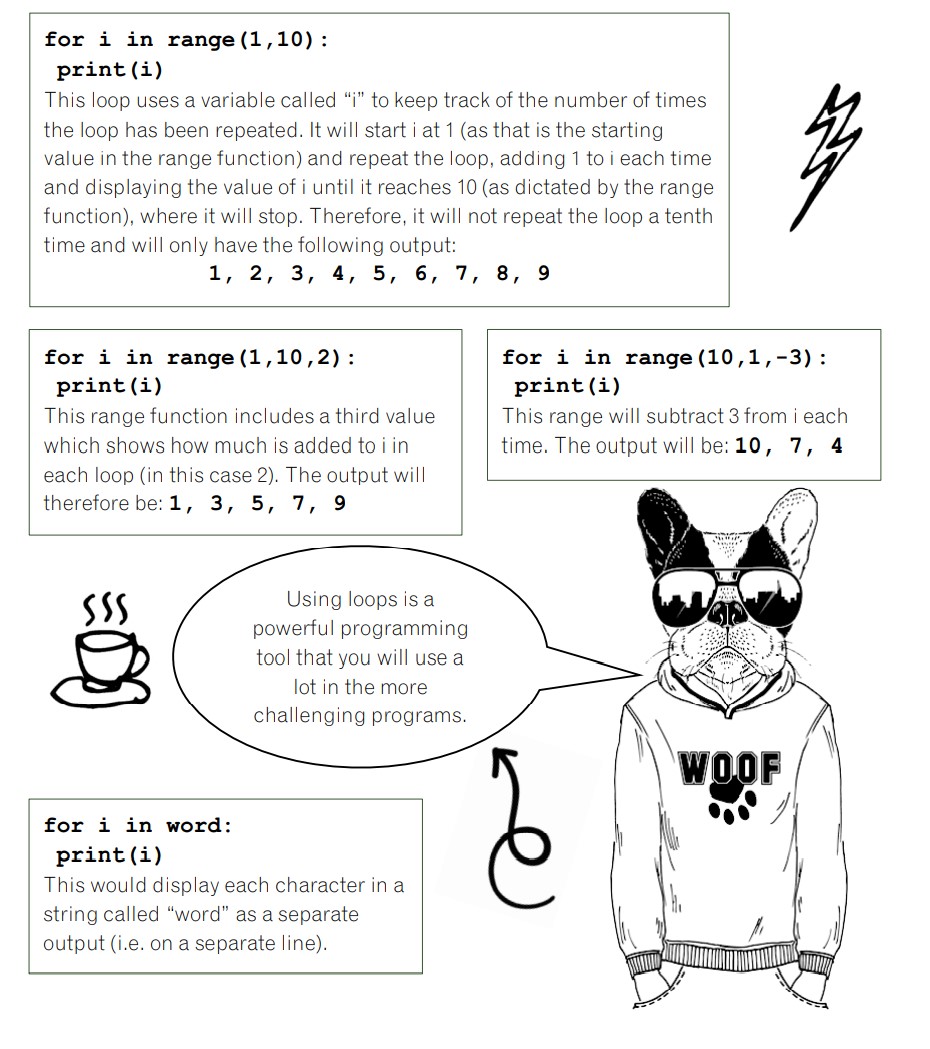 for i in range(1,10):
 print(i)
This loop uses a variable called “i” to keep track of the number of times
the loop has been repeated. It will start i at 1 (as that is the starting
value in the range function) and repeat the loop, adding 1 to i each time
and displaying the value of i until it reaches 10 (as dictated by the range
function), where it will stop. Therefore, it will not repeat the loop a tenth
time and will only have the following output:
1, 2, 3, 4, 5, 6, 7, 8, 9
for i in range(1,10,2):
 print(i)
This range function includes a third value
which shows how much is added to i in
each loop (in this case 2). The output will
therefore be: 1, 3, 5, 7, 9
for i in range(10,1,-3):
 print(i)
This range will subtract 3 from i each
time. The output will be: 10, 7, 4
Using loops is a
powerful programming
tool that you will use a
lot in the more
challenging programs.
WOOF
for i in word:
 print(i)
This would display each character in a
string called “word” as a separate
output (i.e. on a separate line).